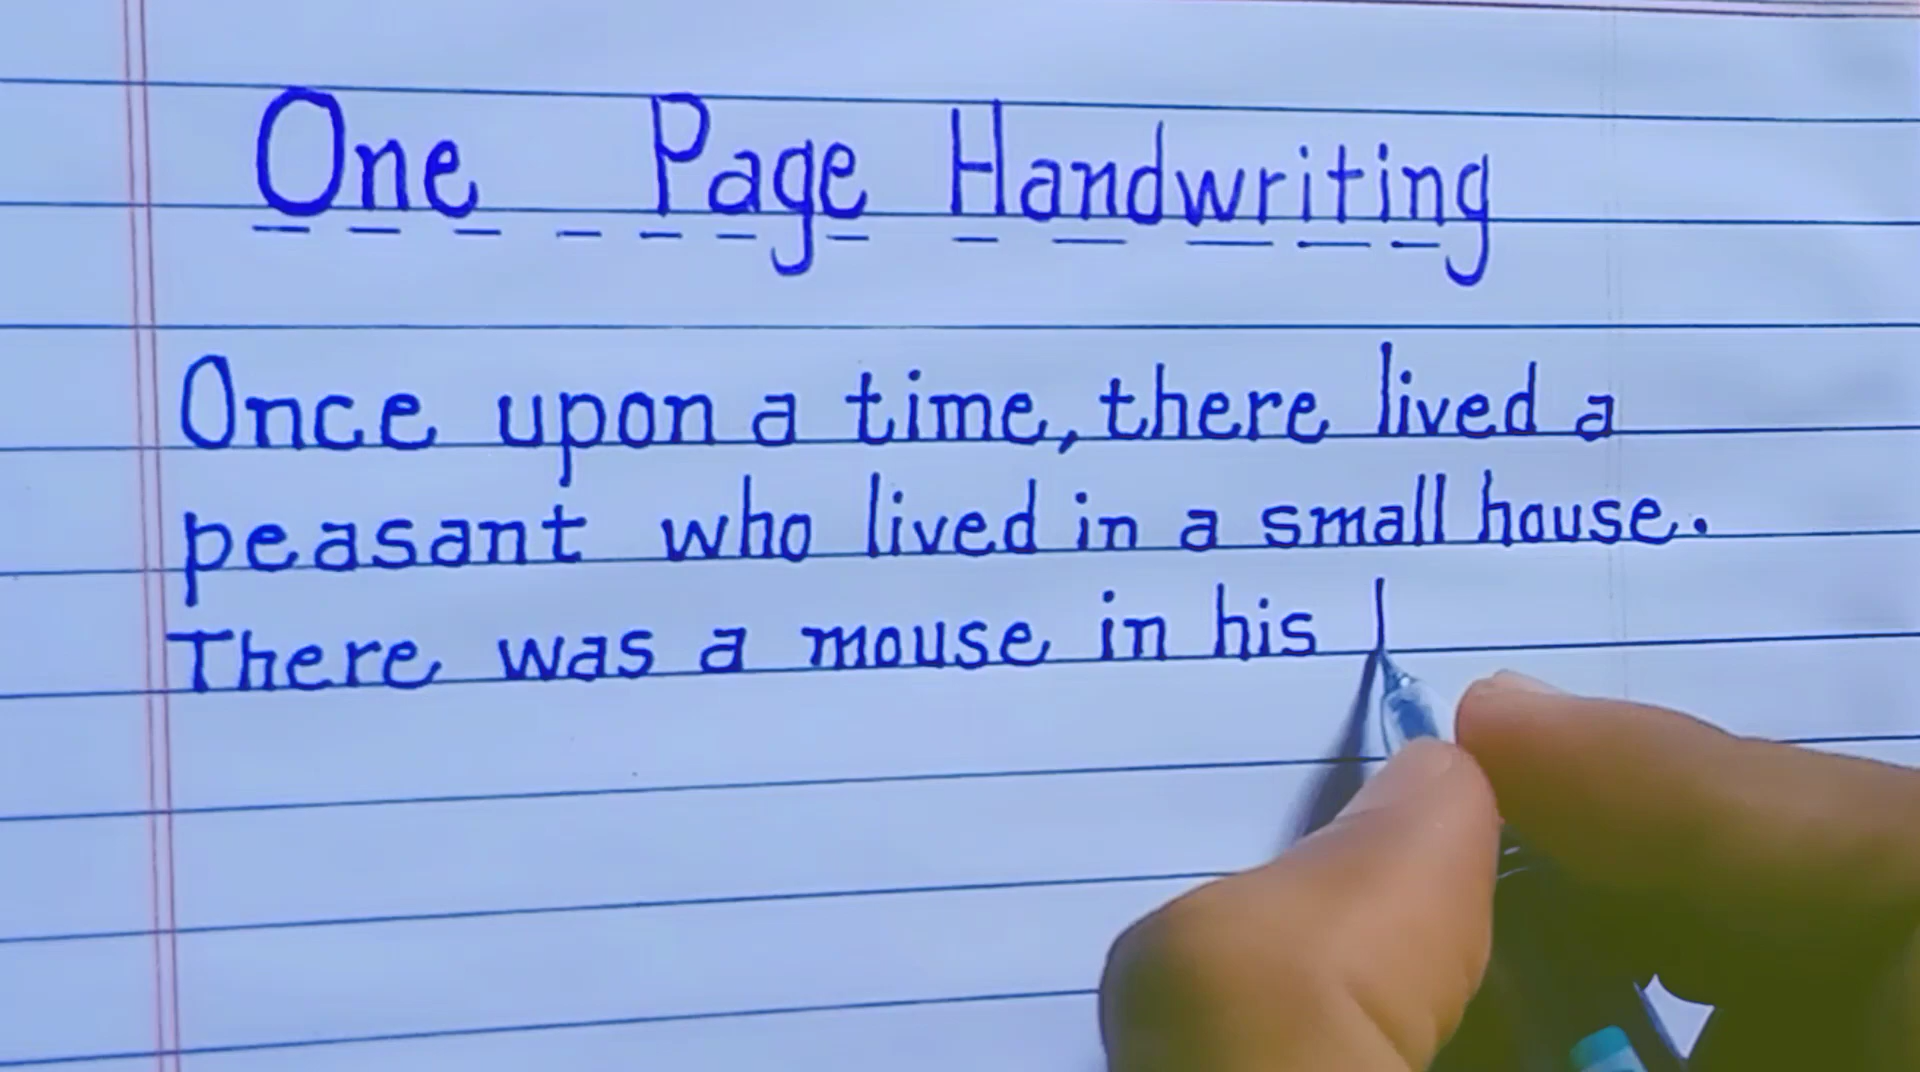 One Page Handwriting
Once upon a time, there lived a
peasant who lived in a small house.
There was a mouse in his